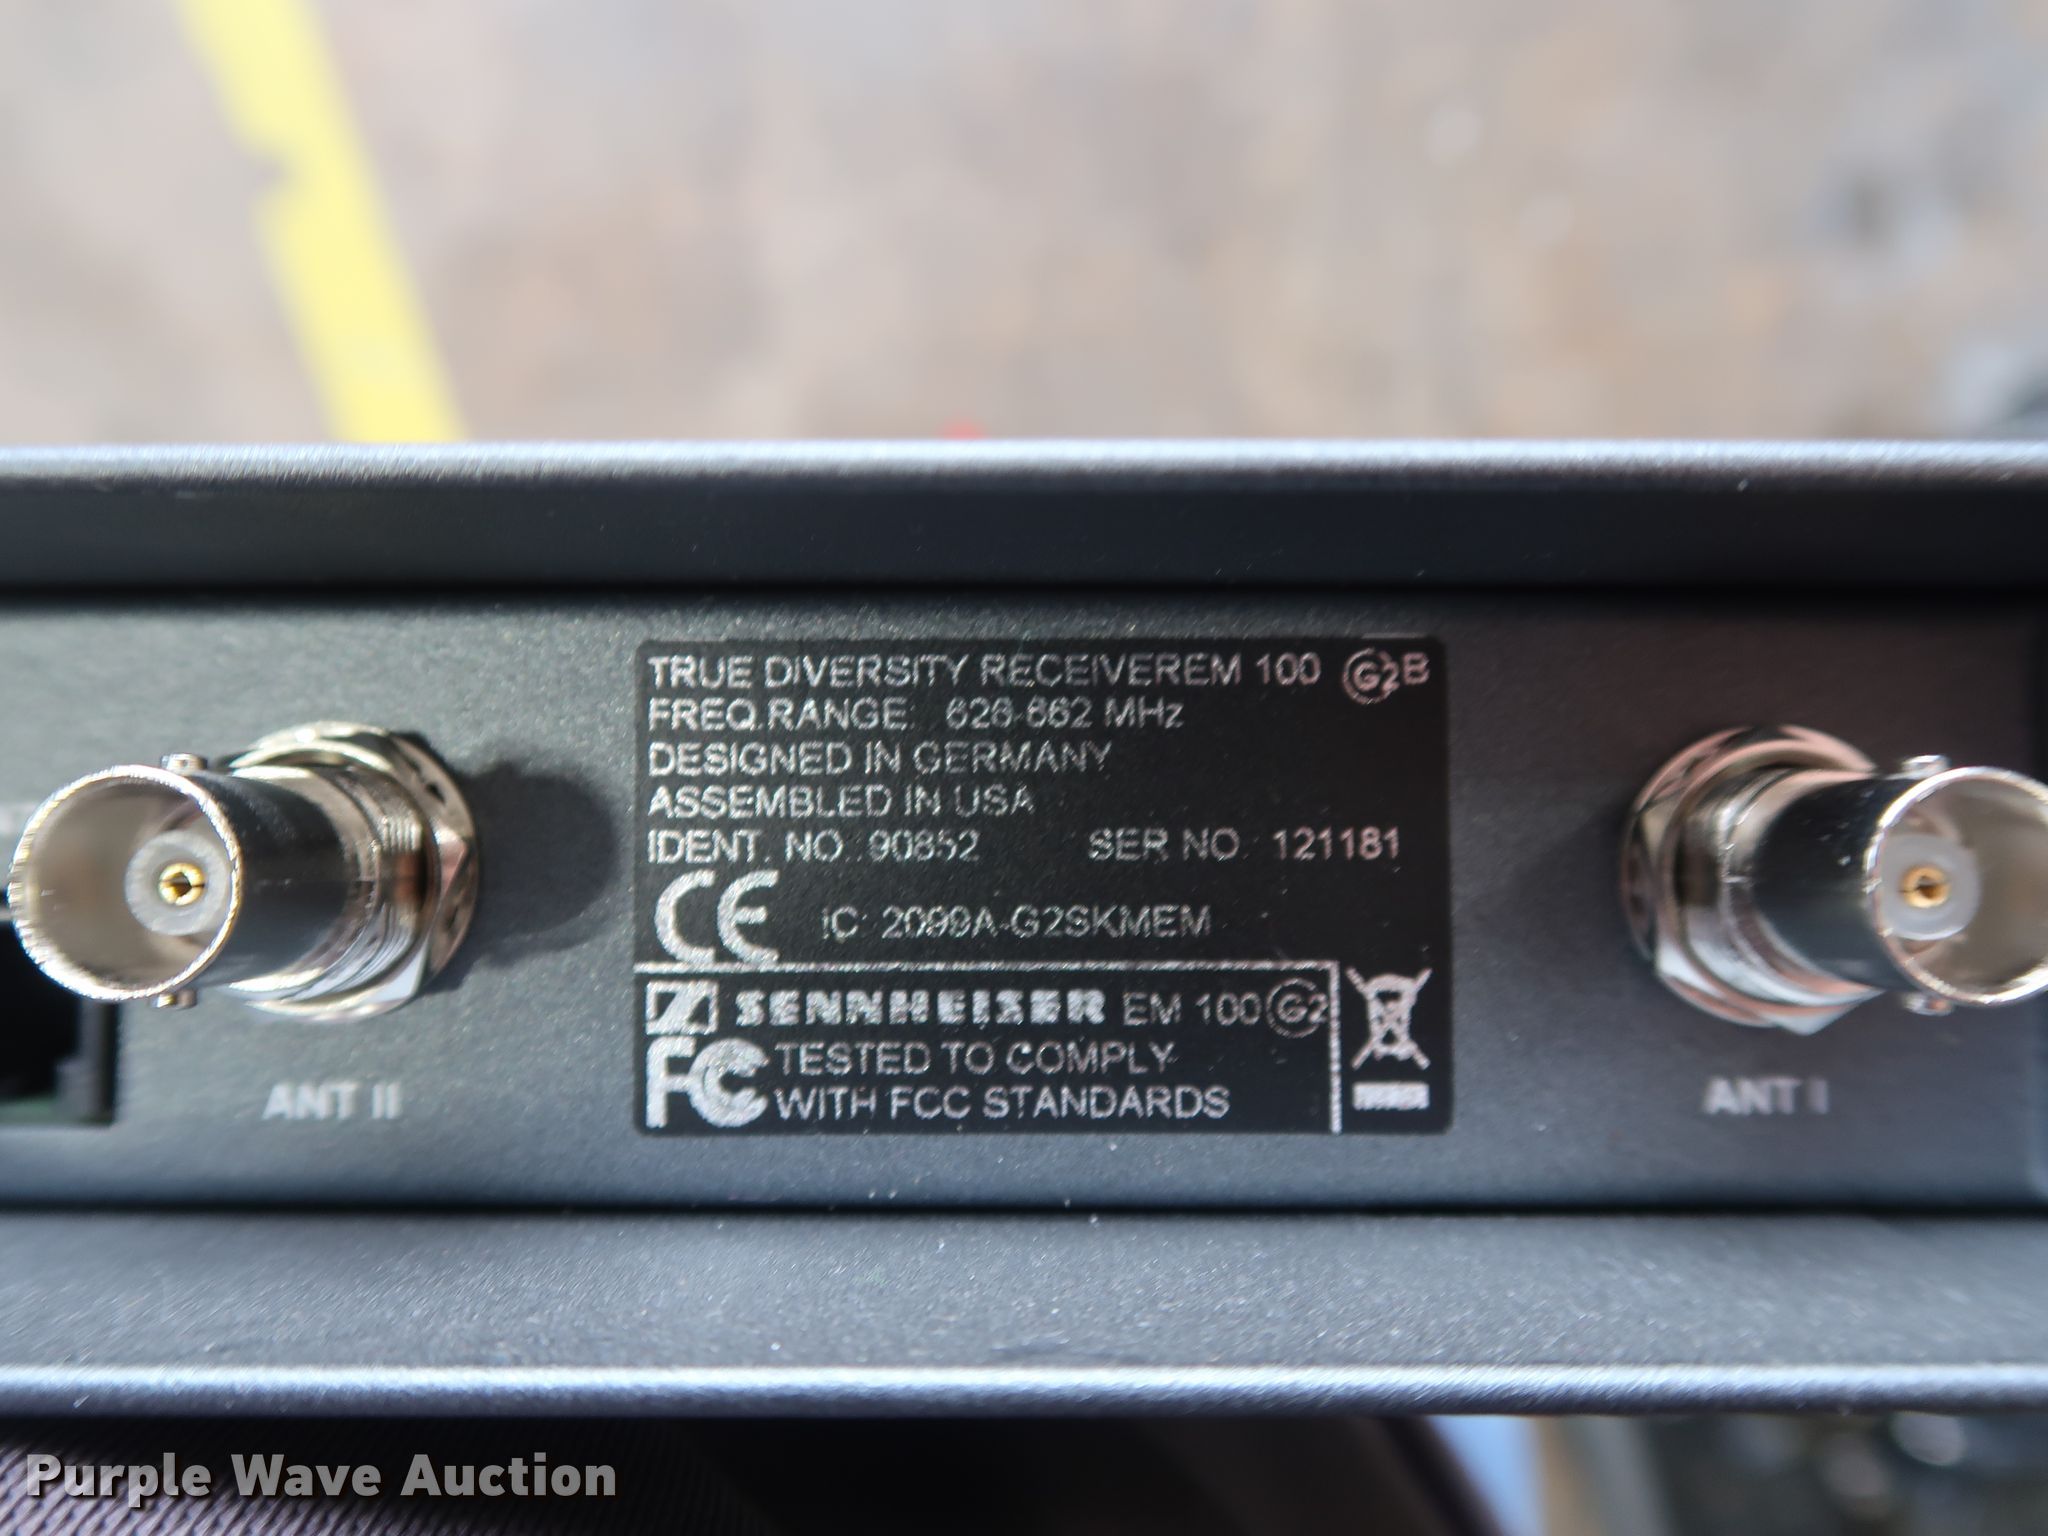 TRUE DIVERSITY RECEIVEREM 100 G2 B
FREQ.RANGE: 626-662 MHz
DESIGNED IN GERMANY
ASSEMBLED IN USA
IDENT. NO.:90852 SER NO.: 121181
CE IC: 2099A-G2SKMEM
SENNHEISER EM 100 G2
FC TESTED TO COMPLY
WITH FCC STANDARDS
ANT II
ANT I
Purple Wave Auction